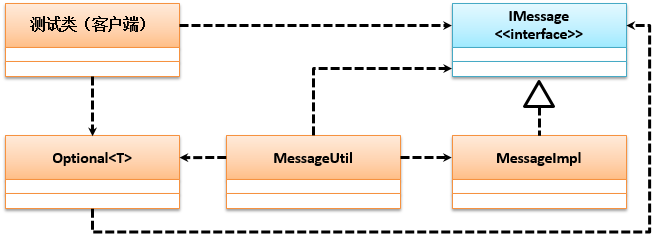 测试类（客户端）
IMessage
<<interface>>
Optional<T>
MessageUtil
MessageImpl